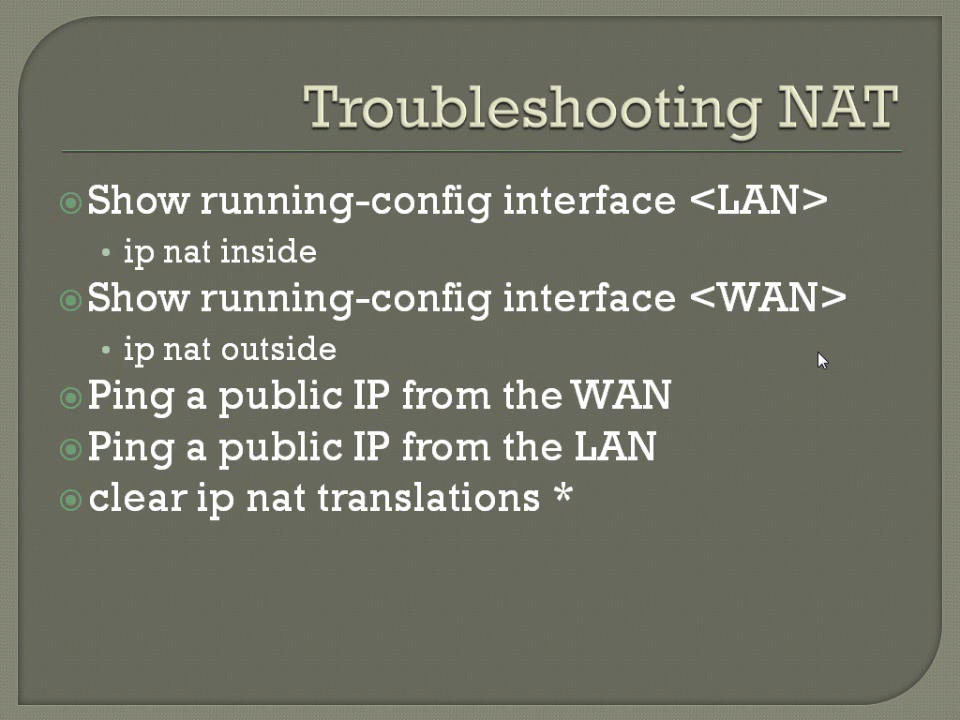 Troubleshooting NAT
Show running-config interface <LAN>
ip nat inside
Show running-config interface <WAN>
ip nat outside
Ping a public IP from the WAN
Ping a public IP from the LAN
clear ip nat translations *